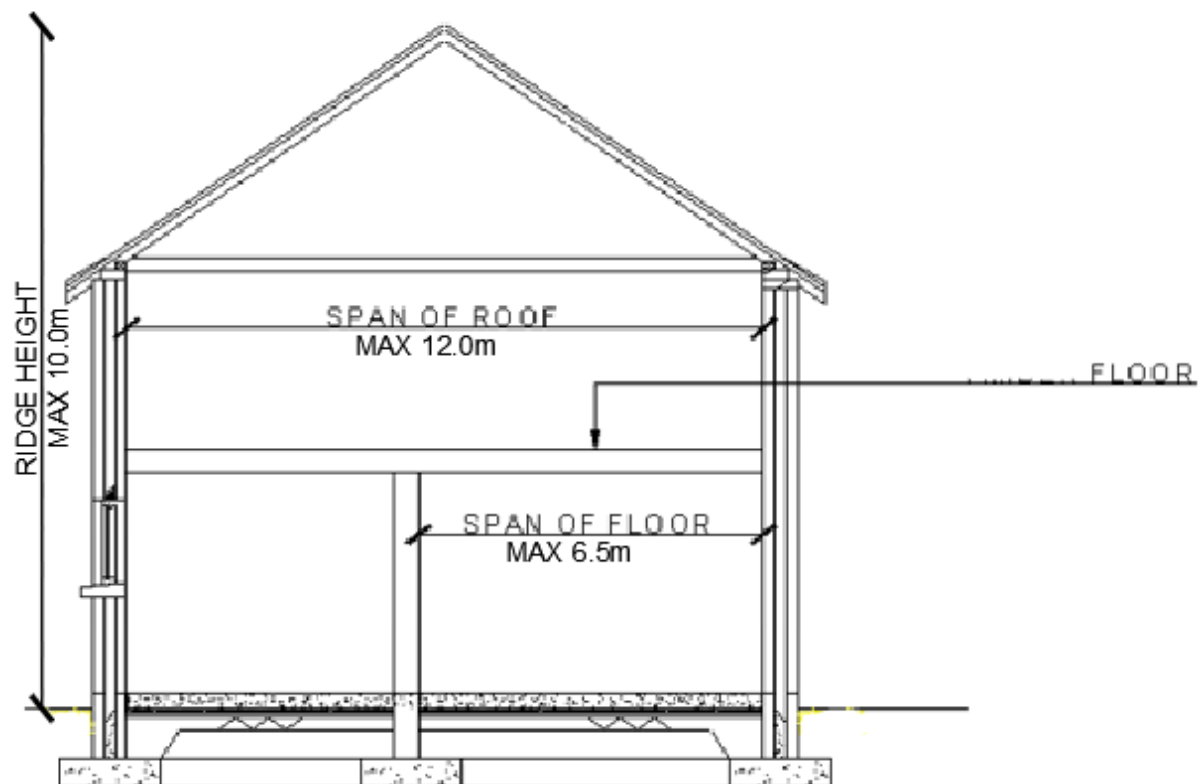 RIDGE HEIGHT
MAX 10.0m
SPAN OF ROOF
MAX 12.0m
FLOOR
SPAN OF FLOOR
MAX 6.5m